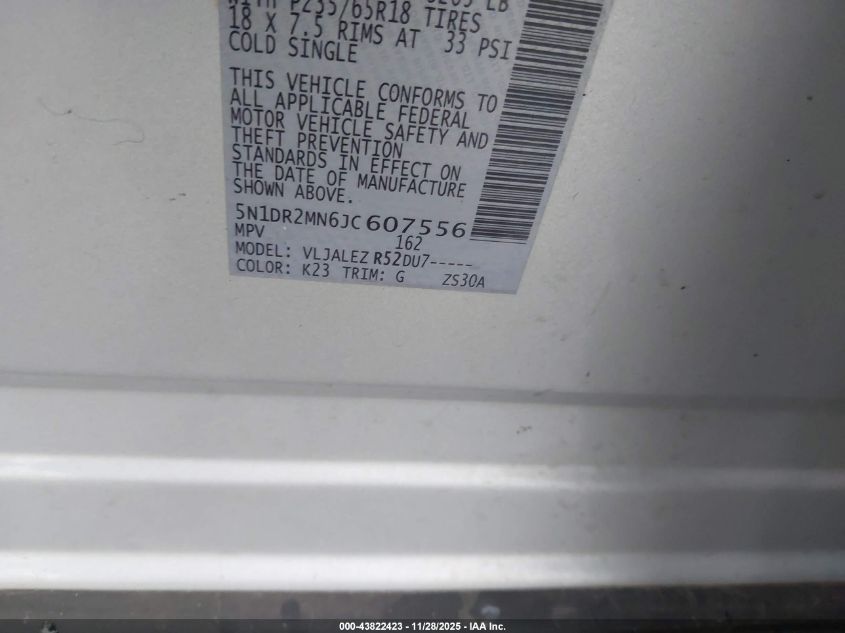 P235/65R18 TIRES
18 X 7.5 RIMS AT 33 PSI
COLD SINGLE
THIS VEHICLE CONFORMS TO
ALL APPLICABLE FEDERAL
MOTOR VEHICLE SAFETY AND
THEFT PREVENTION
STANDARDS IN EFFECT ON
THE DATE OF MANUFACTURE
SHOWN ABOVE.
5N1DR2MN6JC607556
MPV 162
MODEL: VLJALEZ R52DU7-----
COLOR: K23 TRIM: G ZS30A
000-43822423 - 11/28/2025 - IAA Inc.